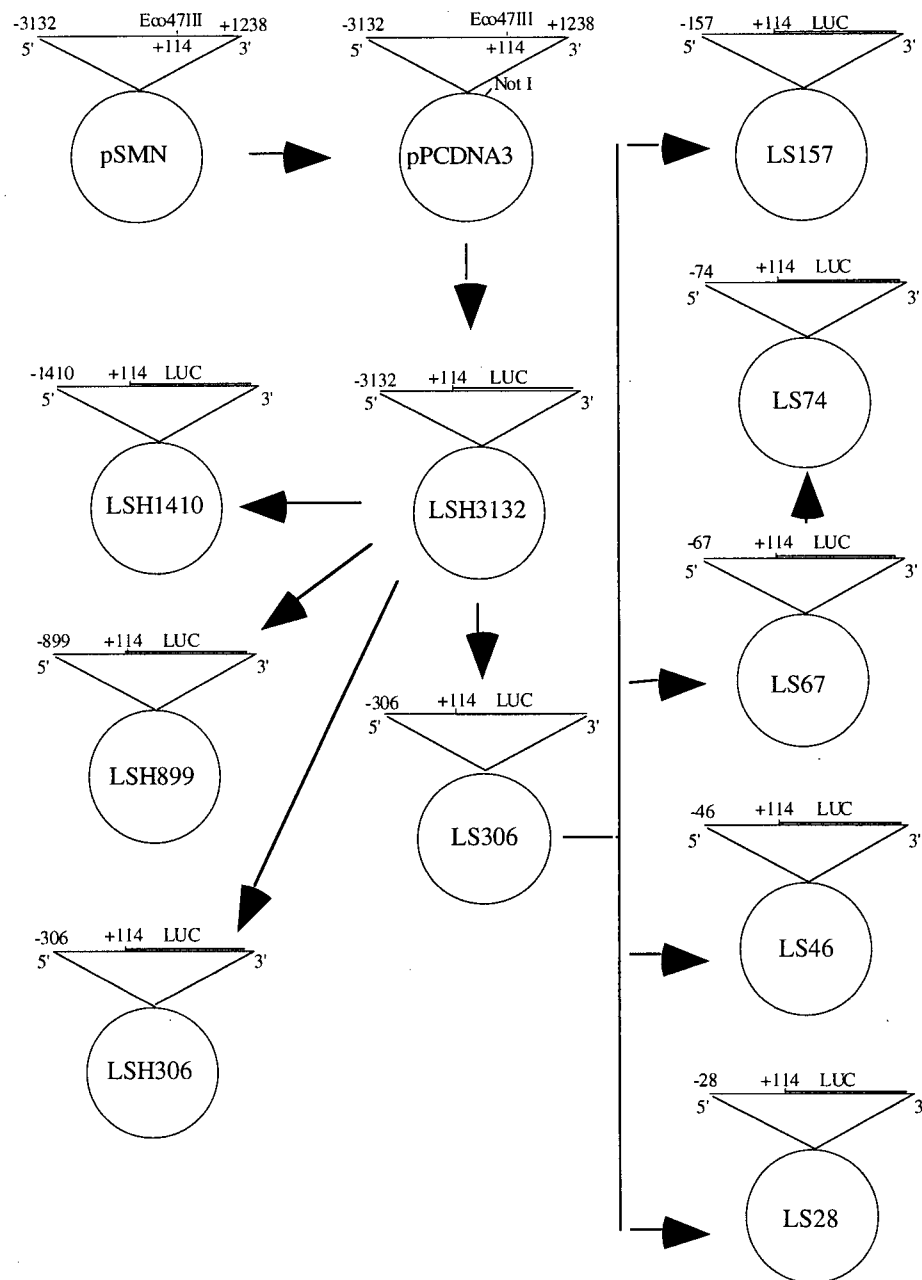 -3132 Eco47III +1238
+114
5' 3'
pSMN
-3132 Eco47III +1238
+114
5' 3'
Not I
pPCDNA3
-157 +114 LUC
5' 3'
LS157
-74 +114 LUC
5' 3'
LS74
-1410 +114 LUC
5' 3'
LSH1410
-3132 +114 LUC
5' 3'
LSH3132
-67 +114 LUC
5' 3'
LS67
-899 +114 LUC
5' 3'
LSH899
-306 +114 LUC
5' 3'
LS306
-46 +114 LUC
5' 3'
LS46
-306 +114 LUC
5' 3'
LSH306
-28 +114 LUC
5' 3'
LS28